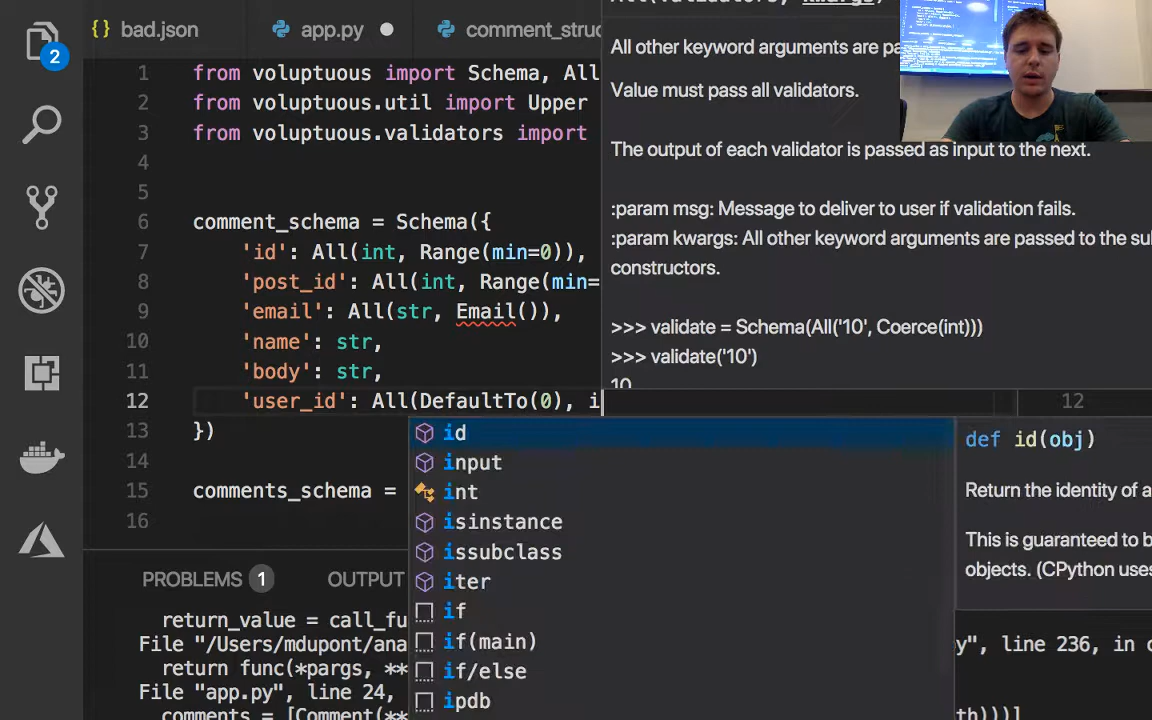 2
bad.json
app.py
comment_struc
All other keyword arguments are pa
Value must pass all validators.
The output of each validator is passed as input to the next.
:param msg: Message to deliver to user if validation fails.
:param kwargs: All other keyword arguments are passed to the su
constructors.
>>> validate = Schema(All('10', Coerce(int)))
>>> validate('10')
10
1 from voluptuous import Schema, All
2 from voluptuous.util import Upper
3 from voluptuous.validators import
4
5
6 comment_schema = Schema({
7 'id': All(int, Range(min=0)),
8 'post_id': All(int, Range(min=
9 'email': All(str, Email()),
10 'name': str,
11 'body': str,
12 'user_id': All(DefaultTo(0), i
12
13 })
14
15 comments_schema =
16
id
input
int
isinstance
issubclass
iter
if
if(main)
if/else
ipdb
def id(obj)
Return the identity of a
This is guaranteed to b
objects. (CPython uses
PROBLEMS 1
OUTPUT
return_value = call_fu
File "/Users/mdupont/ana
return func(*pargs, **
File "app.py", line 24,
comments = [Comment(**
y", line 236, in c
th)))]